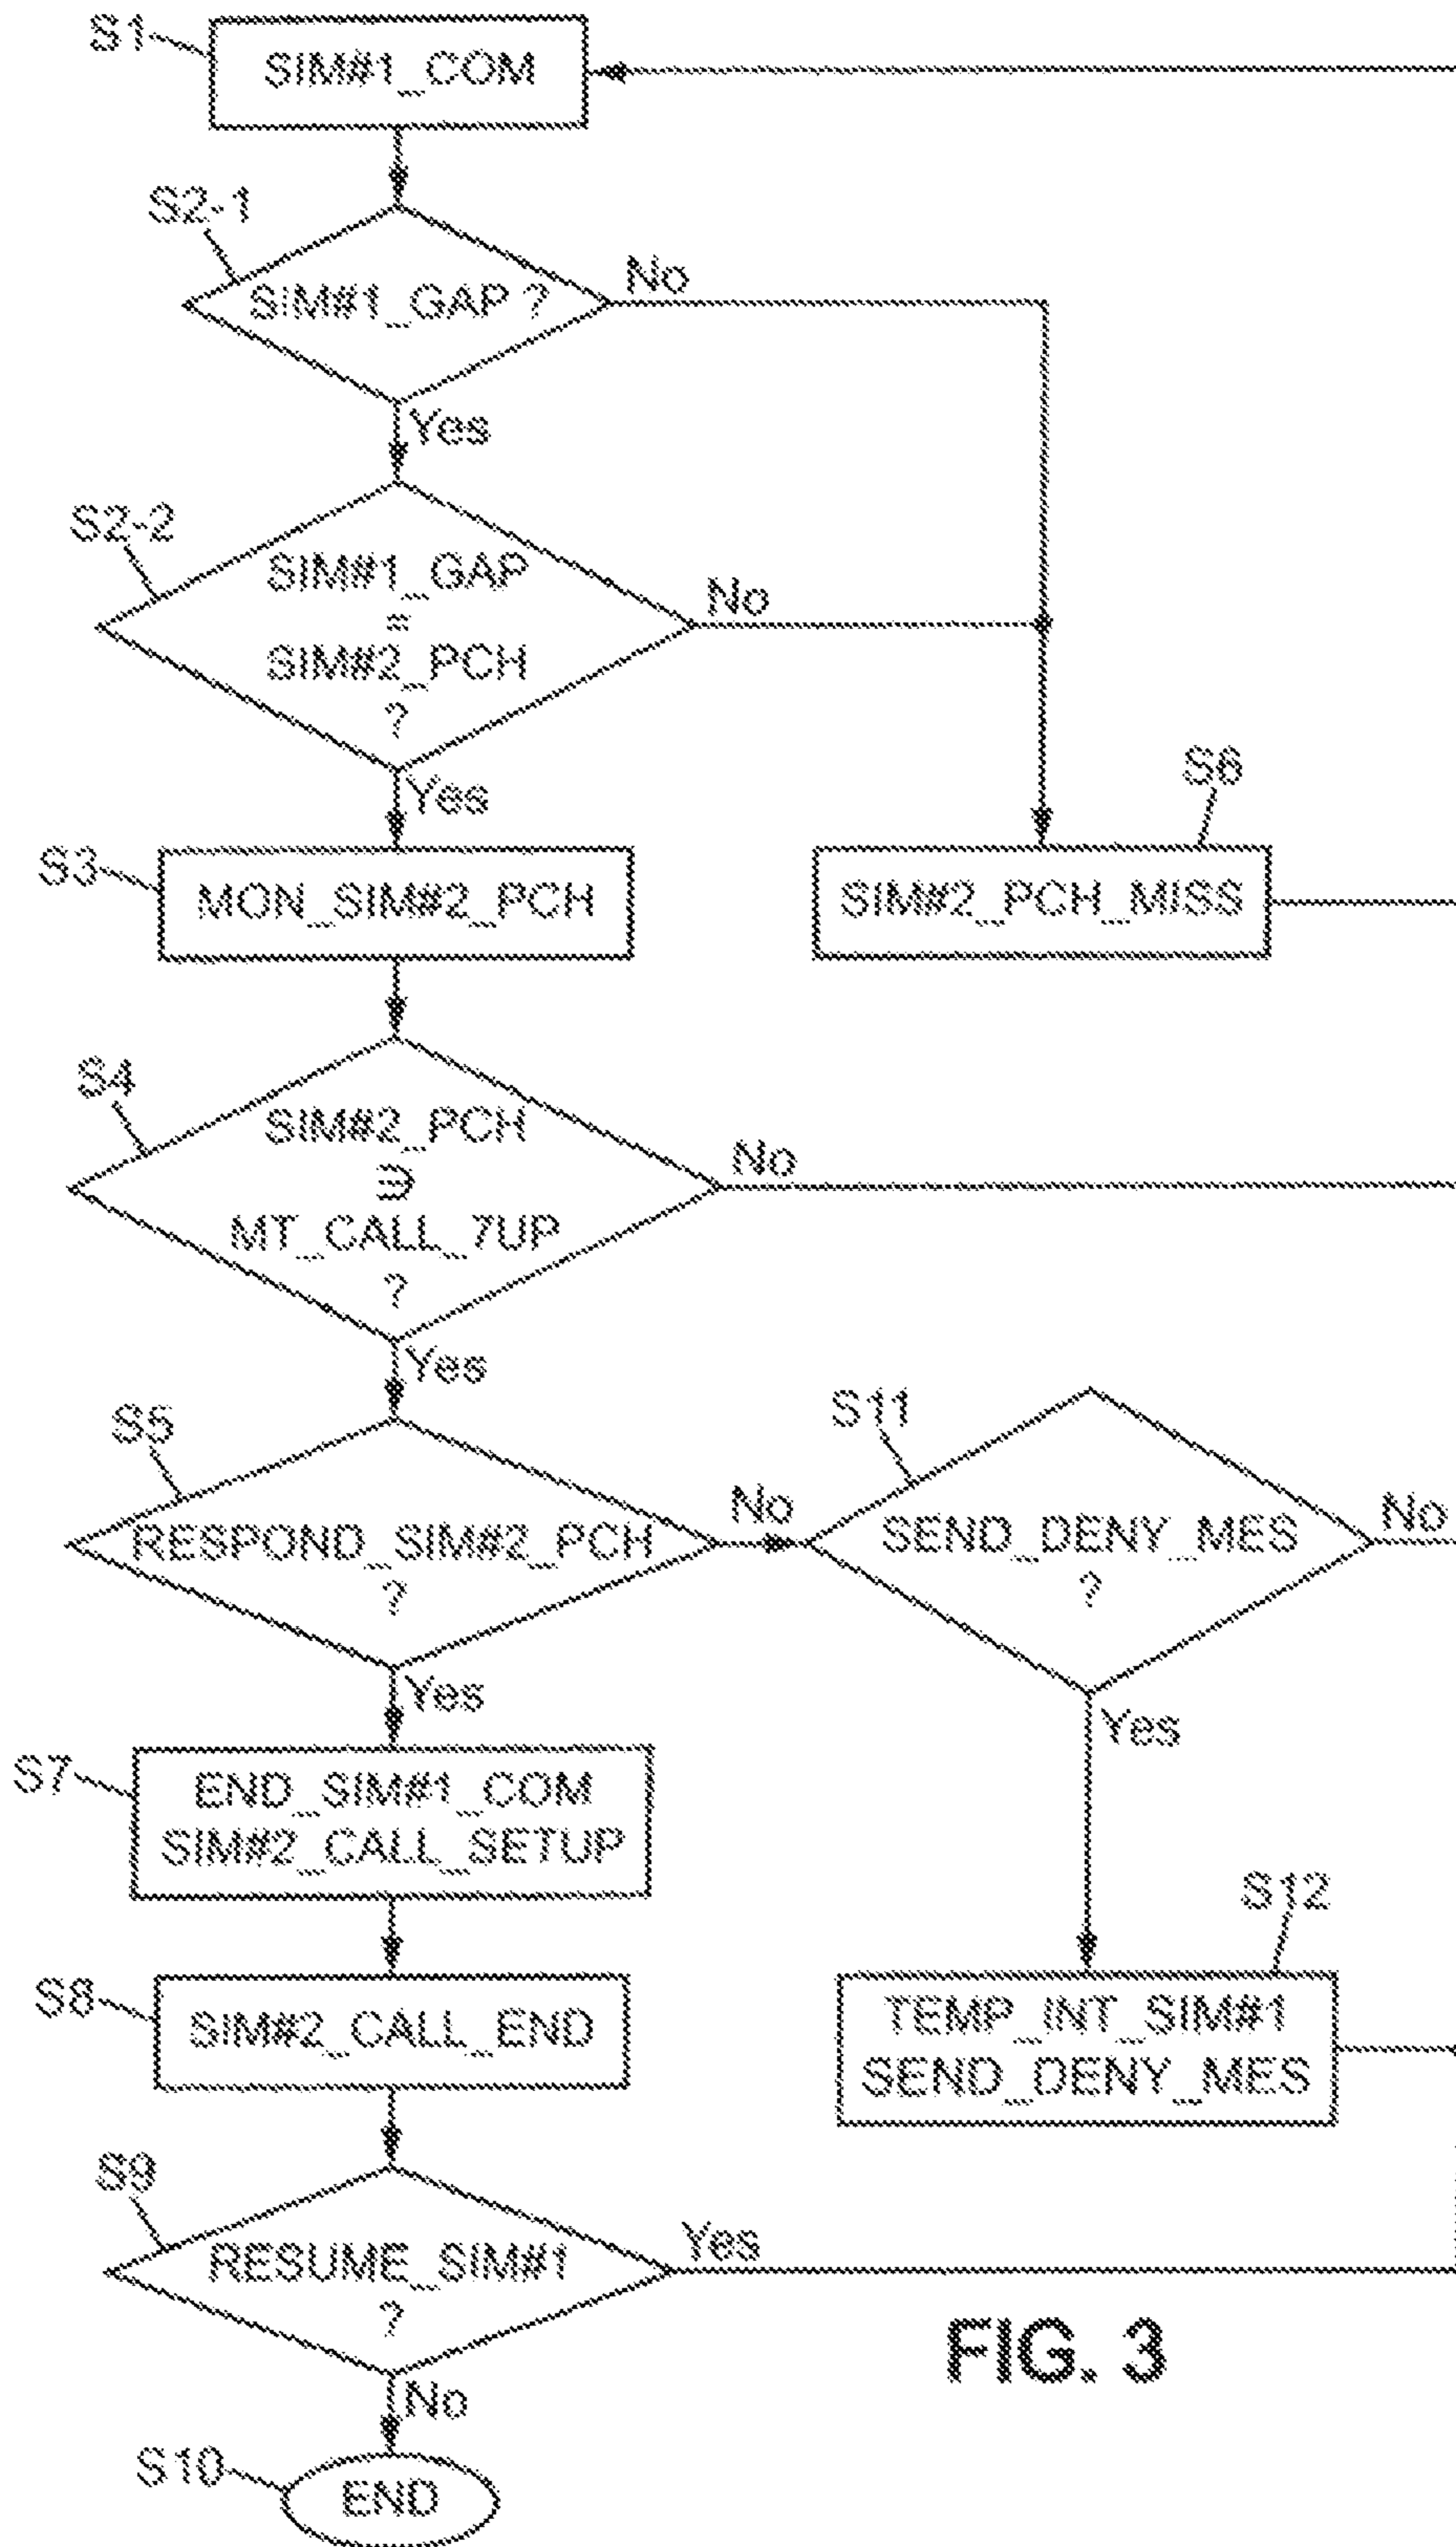 S1
SIM#1_COM
S2-1
SIM#1_GAP ?
No
Yes
S2-2
SIM#1_GAP
=
SIM#2_PCH
?
No
Yes
S3
MON_SIM#2_PCH
S6
SIM#2_PCH_MISS
S4
SIM#2_PCH
∋
MT_CALL_7UP
?
No
Yes
S5
RESPOND_SIM#2_PCH
?
No
S11
SEND_DENY_MES
?
No
Yes
Yes
S7
END_SIM#1_COM
SIM#2_CALL_SETUP
S12
TEMP_INT_SIM#1
SEND_DENY_MES
S8
SIM#2_CALL_END
S9
RESUME_SIM#1
?
Yes
No
S10
END
FIG. 3